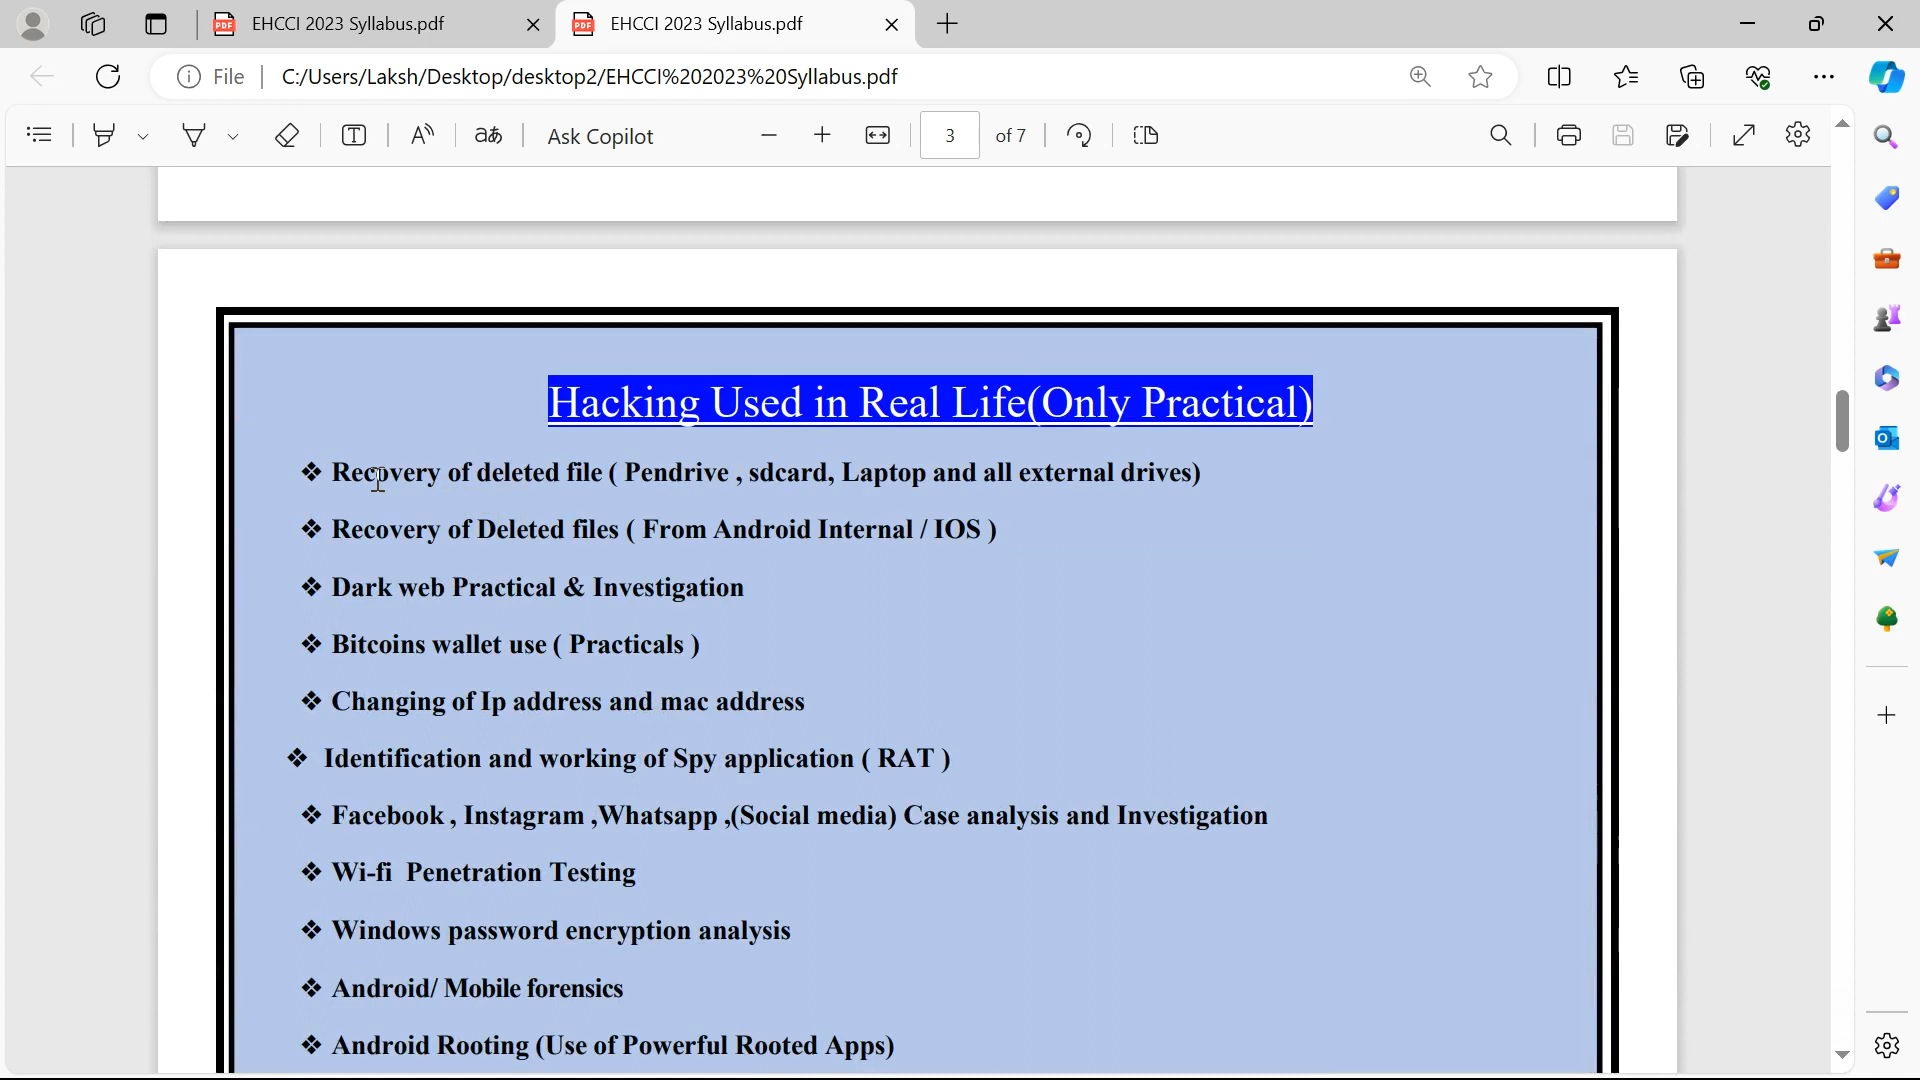 EHCCI 2023 Syllabus.pdf
EHCCI 2023 Syllabus.pdf
File
C:/Users/Laksh/Desktop/desktop2/EHCCI%202023%20Syllabus.pdf
aあ
Ask Copilot
3
of 7
Hacking Used in Real Life(Only Practical)
❖ Recovery of deleted file ( Pendrive , sdcard, Laptop and all external drives)
❖ Recovery of Deleted files ( From Android Internal / IOS )
❖ Dark web Practical & Investigation
❖ Bitcoins wallet use ( Practicals )
❖ Changing of Ip address and mac address
❖ Identification and working of Spy application ( RAT )
❖ Facebook , Instagram ,Whatsapp ,(Social media) Case analysis and Investigation
❖ Wi-fi Penetration Testing
❖ Windows password encryption analysis
❖ Android/ Mobile forensics
❖ Android Rooting (Use of Powerful Rooted Apps)